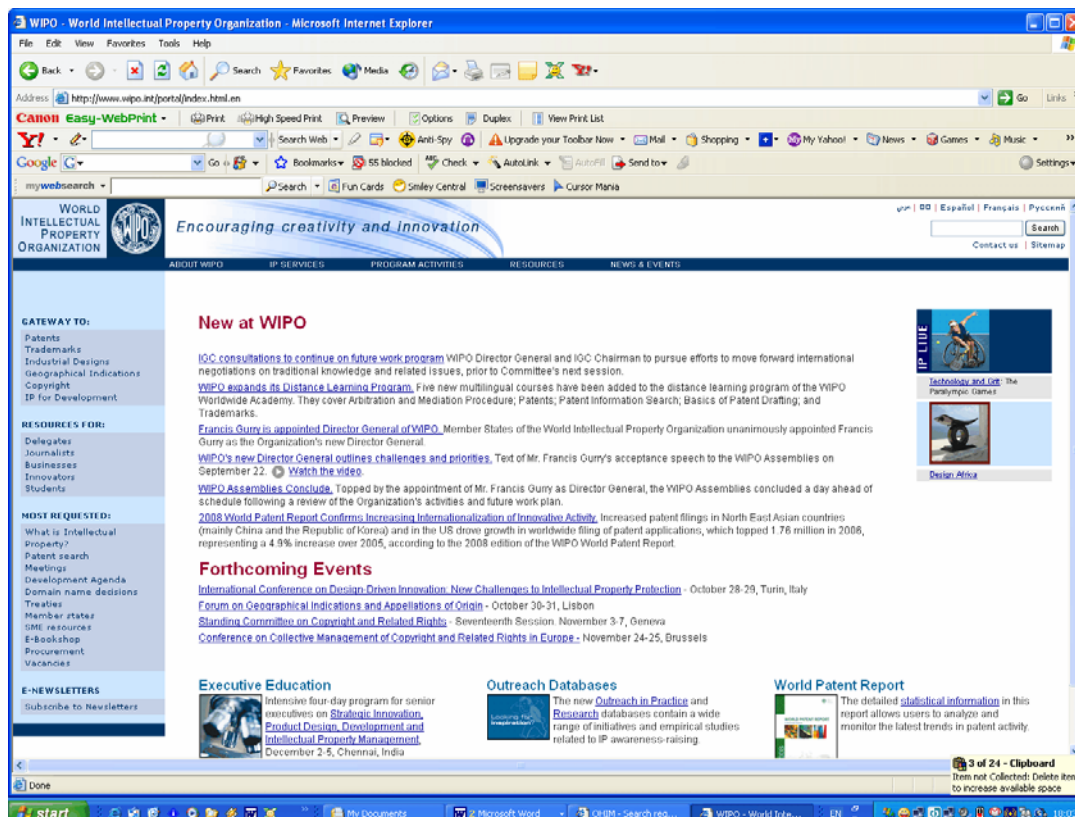 WIPO - World Intellectual Property Organization - Microsoft Internet Explorer
File Edit View Favorites Tools Help
Back Search Favorites Media
Address http://www.wipo.int/portal/index.html.en Go Links
Canon Easy-WebPrint Print High Speed Print Preview Options Duplex View Print List
Y! Search Web Anti-Spy Upgrade your Toolbar Now Mail Shopping My Yahoo! News Games Music
Google G Go Bookmarks 55 blocked Check AutoLink AutoFill Send to Settings
mywebsearch Search Fun Cards Smiley Central Screensavers Cursor Mania
WORLD
INTELLECTUAL
PROPERTY
ORGANIZATION
WIPO
Encouraging creativity and innovation
عربي | Español | Français | Русский
Search
Contact us | Sitemap
ABOUT WIPO IP SERVICES PROGRAM ACTIVITIES RESOURCES NEWS & EVENTS
GATEWAY TO:
Patents
Trademarks
Industrial Designs
Geographical Indications
Copyright
IP for Development
RESOURCES FOR:
Delegates
Journalists
Businesses
Innovators
Students
MOST REQUESTED:
What is Intellectual
Property?
Patent search
Meetings
Development Agenda
Domain name decisions
Treaties
Member states
SME resources
E-Bookshop
Procurement
Vacancies
E-NEWSLETTERS
Subscribe to Newsletters
New at WIPO
IGC consultations to continue on future work program WIPO Director General and IGC Chairman to pursue efforts to move forward international
negotiations on traditional knowledge and related issues, prior to Committee's next session.
WIPO expands its Distance Learning Program. Five new multilingual courses have been added to the distance learning program of the WIPO
Worldwide Academy. They cover Arbitration and Mediation Procedure; Patents; Patent Information Search; Basics of Patent Drafting; and
Trademarks.
Francis Gurry is appointed Director General of WIPO. Member States of the World Intellectual Property Organization unanimously appointed Francis
Gurry as the Organization's new Director General.
WIPO's new Director General outlines challenges and priorities. Text of Mr. Francis Gurry's acceptance speech to the WIPO Assemblies on
September 22. Watch the video.
WIPO Assemblies Conclude. Topped by the appointment of Mr. Francis Gurry as Director General, the WIPO Assemblies concluded a day ahead of
schedule following a review of the Organization's activities and future work plan.
2008 World Patent Report Confirms Increasing Internationalization of Innovative Activity. Increased patent filings in North East Asian countries
(mainly China and the Republic of Korea) and in the US drove growth in worldwide filing of patent applications, which topped 1.76 million in 2006,
representing a 4.9% increase over 2005, according to the 2008 edition of the WIPO World Patent Report.
Forthcoming Events
International Conference on Design-Driven Innovation: New Challenges to Intellectual Property Protection - October 28-29, Turin, Italy
Forum on Geographical Indications and Appellations of Origin - October 30-31, Lisbon
Standing Committee on Copyright and Related Rights - Seventeenth Session. November 3-7, Geneva
Conference on Collective Management of Copyright and Related Rights in Europe - November 24-25, Brussels
IP LIVE
Technology and Grit: The
Paralympic Games
Design Africa
Executive Education
Intensive four-day program for senior
executives on Strategic Innovation,
Product Design, Development and
Intellectual Property Management,
December 2-5, Chennai, India
Outreach Databases
Looking for
inspiration?
The new Outreach in Practice and
Research databases contain a wide
range of initiatives and empirical studies
related to IP awareness-raising.
World Patent Report
WORLD PATENT REPORT
The detailed statistical information in this
report allows users to analyze and
monitor the latest trends in patent activity.
3 of 24 - Clipboard
Item not Collected: Delete item
to increase available space
Done
start My Documents 2 Microsoft Word OHIM - Search req... WIPO - World Inte... EN